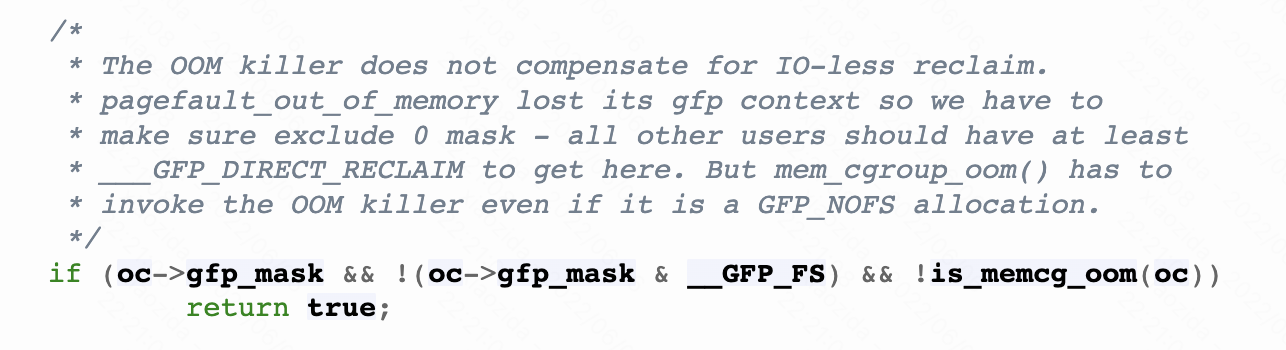 /*
 * The OOM killer does not compensate for IO-less reclaim.
 * pagefault_out_of_memory lost its gfp context so we have to
 * make sure exclude 0 mask - all other users should have at least
 * ___GFP_DIRECT_RECLAIM to get here. But mem_cgroup_oom() has to
 * invoke the OOM killer even if it is a GFP_NOFS allocation.
 */
if (oc->gfp_mask && !(oc->gfp_mask & __GFP_FS) && !is_memcg_oom(oc))
        return true;